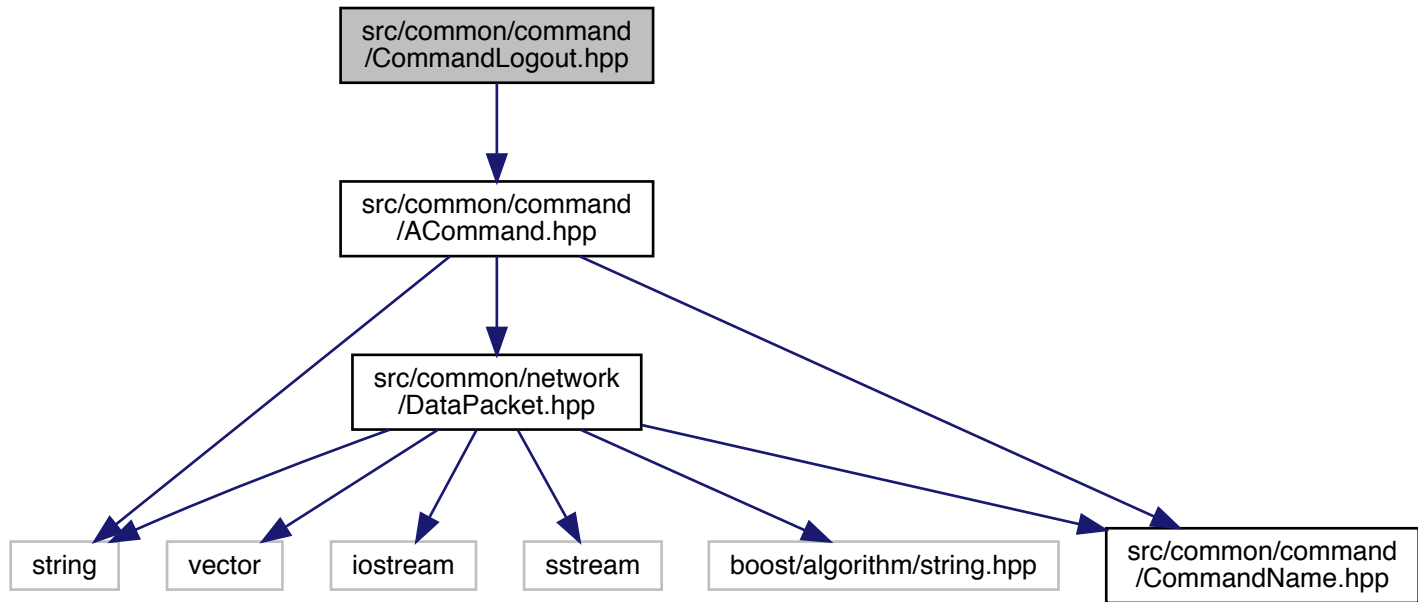 src/common/command
/CommandLogout.hpp
src/common/command
/ACommand.hpp
src/common/network
/DataPacket.hpp
string
vector
iostream
sstream
boost/algorithm/string.hpp
src/common/command
/CommandName.hpp